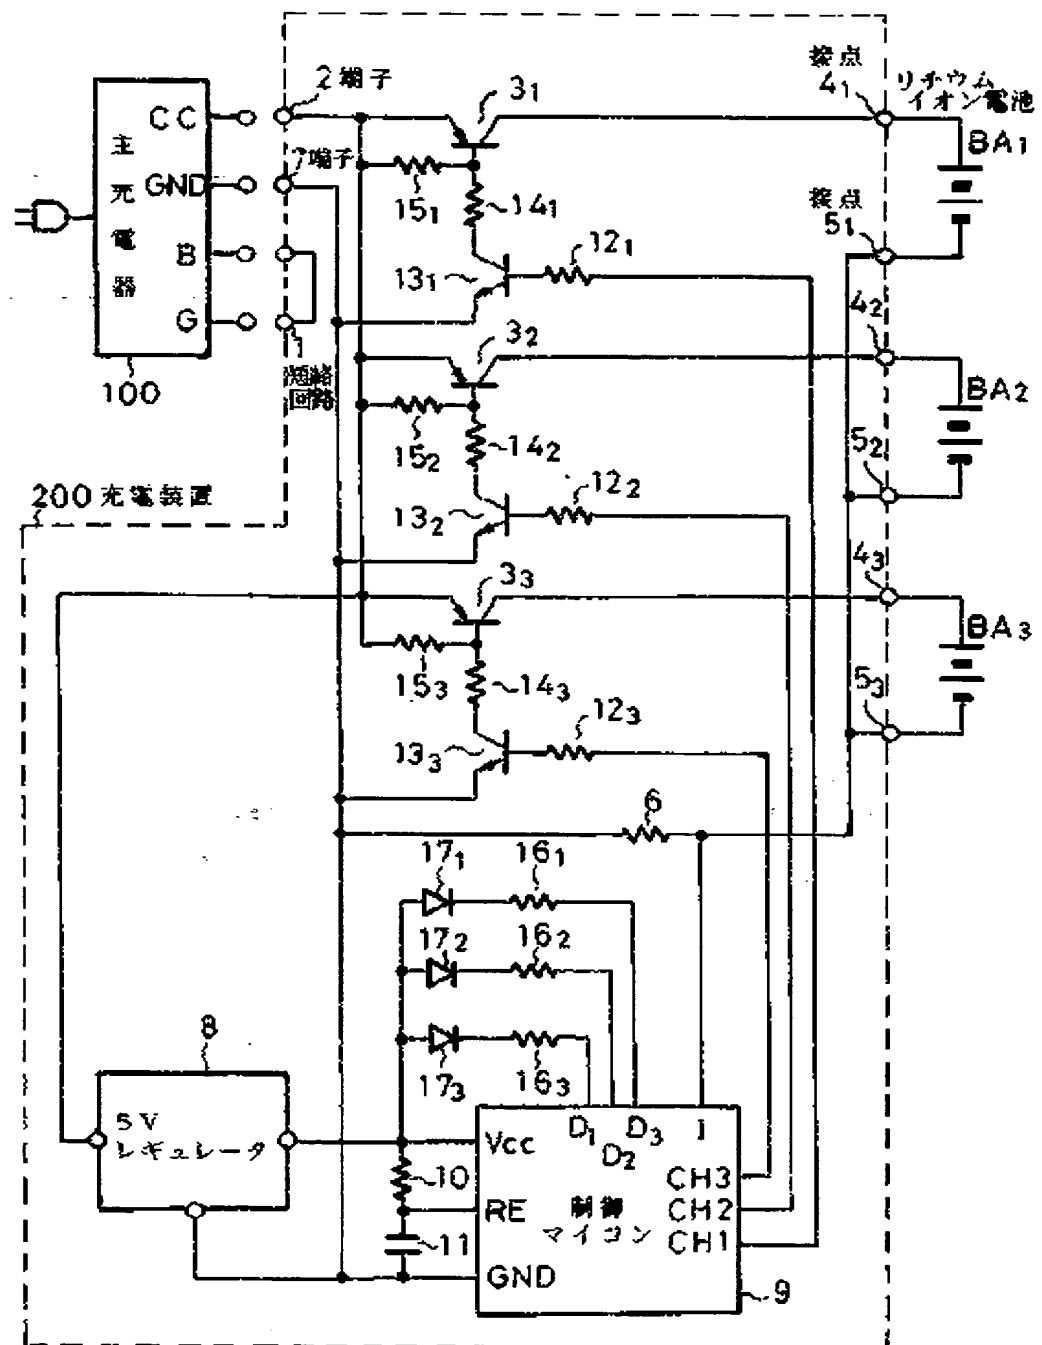 2 端子
3₁
接点
4₁
リチウム
イオン電池
CC
主充電器
7 端子
BA₁
GND
15₁
14₁
接点
5₁
B
13₁
12₁
G
3₂
4₂
100
1
短絡
回路
BA₂
15₂
14₂
5₂
200 充電装置
13₂
12₂
3₃
4₃
BA₃
15₃
14₃
5₃
13₃
12₃
6
17₁
16₁
17₂
16₂
8
17₃
16₃
5V
レギュレータ
Vcc
D₁
D₂
D₃
I
10
CH3
RE
制御
マイコン
CH2
11
CH1
GND
9